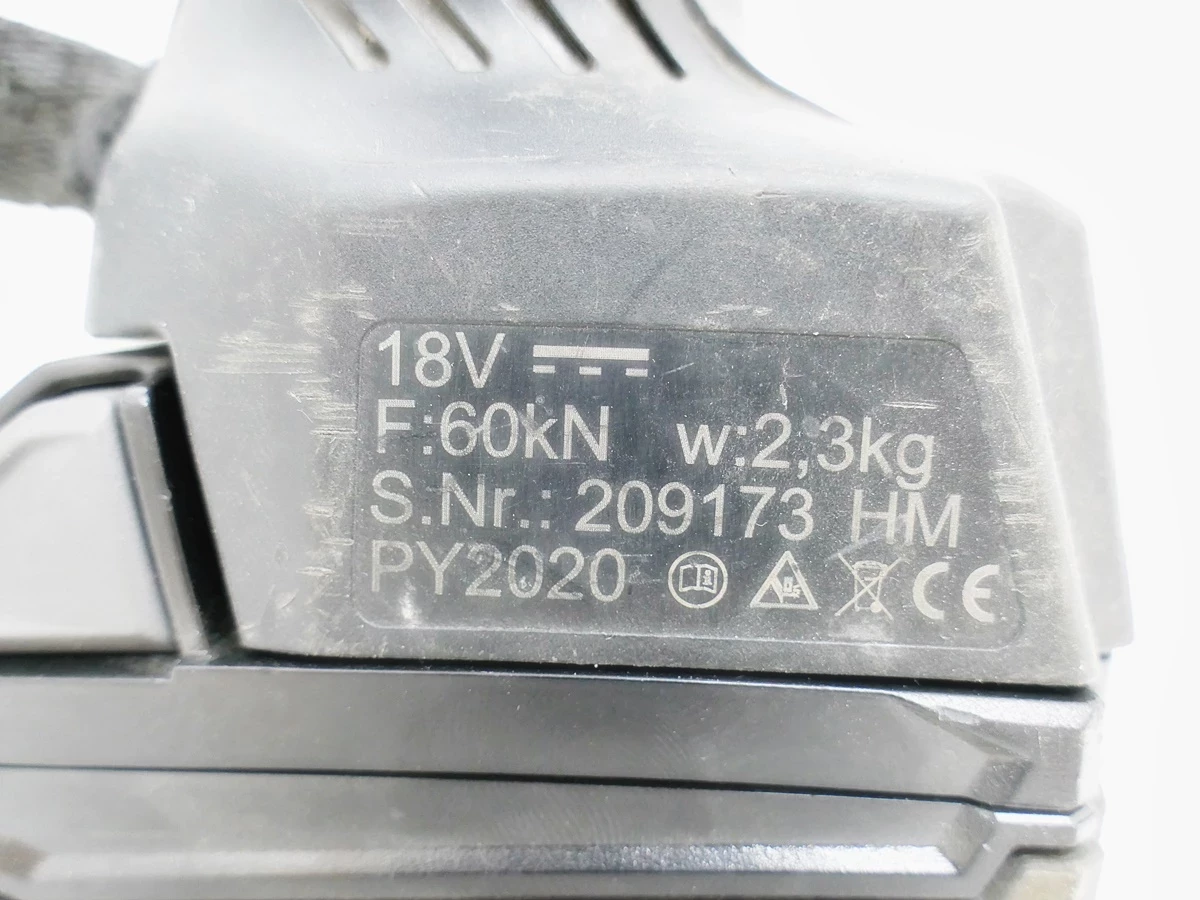 18V
F:60kN w:2,3kg
S.Nr.: 209173 HM
PY2020 CE